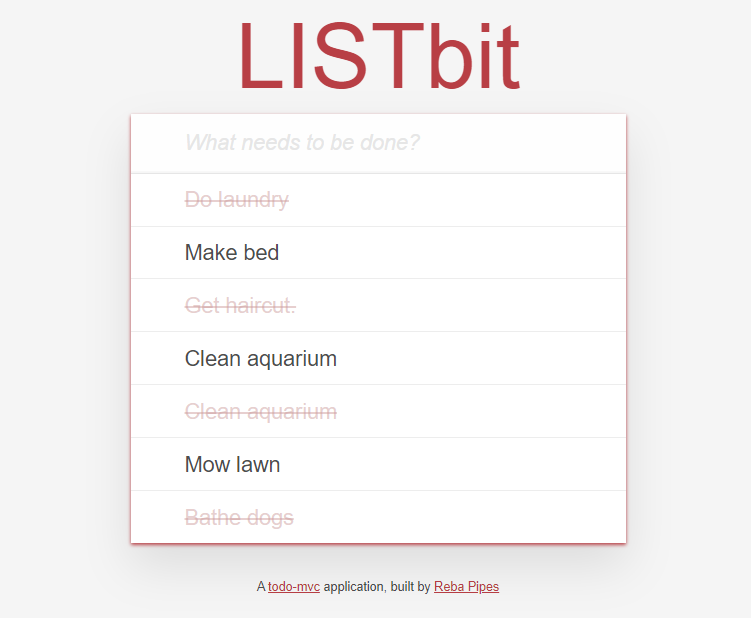 LISTbit
What needs to be done?
Do laundry
Make bed
Get haircut.
Clean aquarium
Clean aquarium
Mow lawn
Bathe dogs
A todo-mvc application, built by Reba Pipes